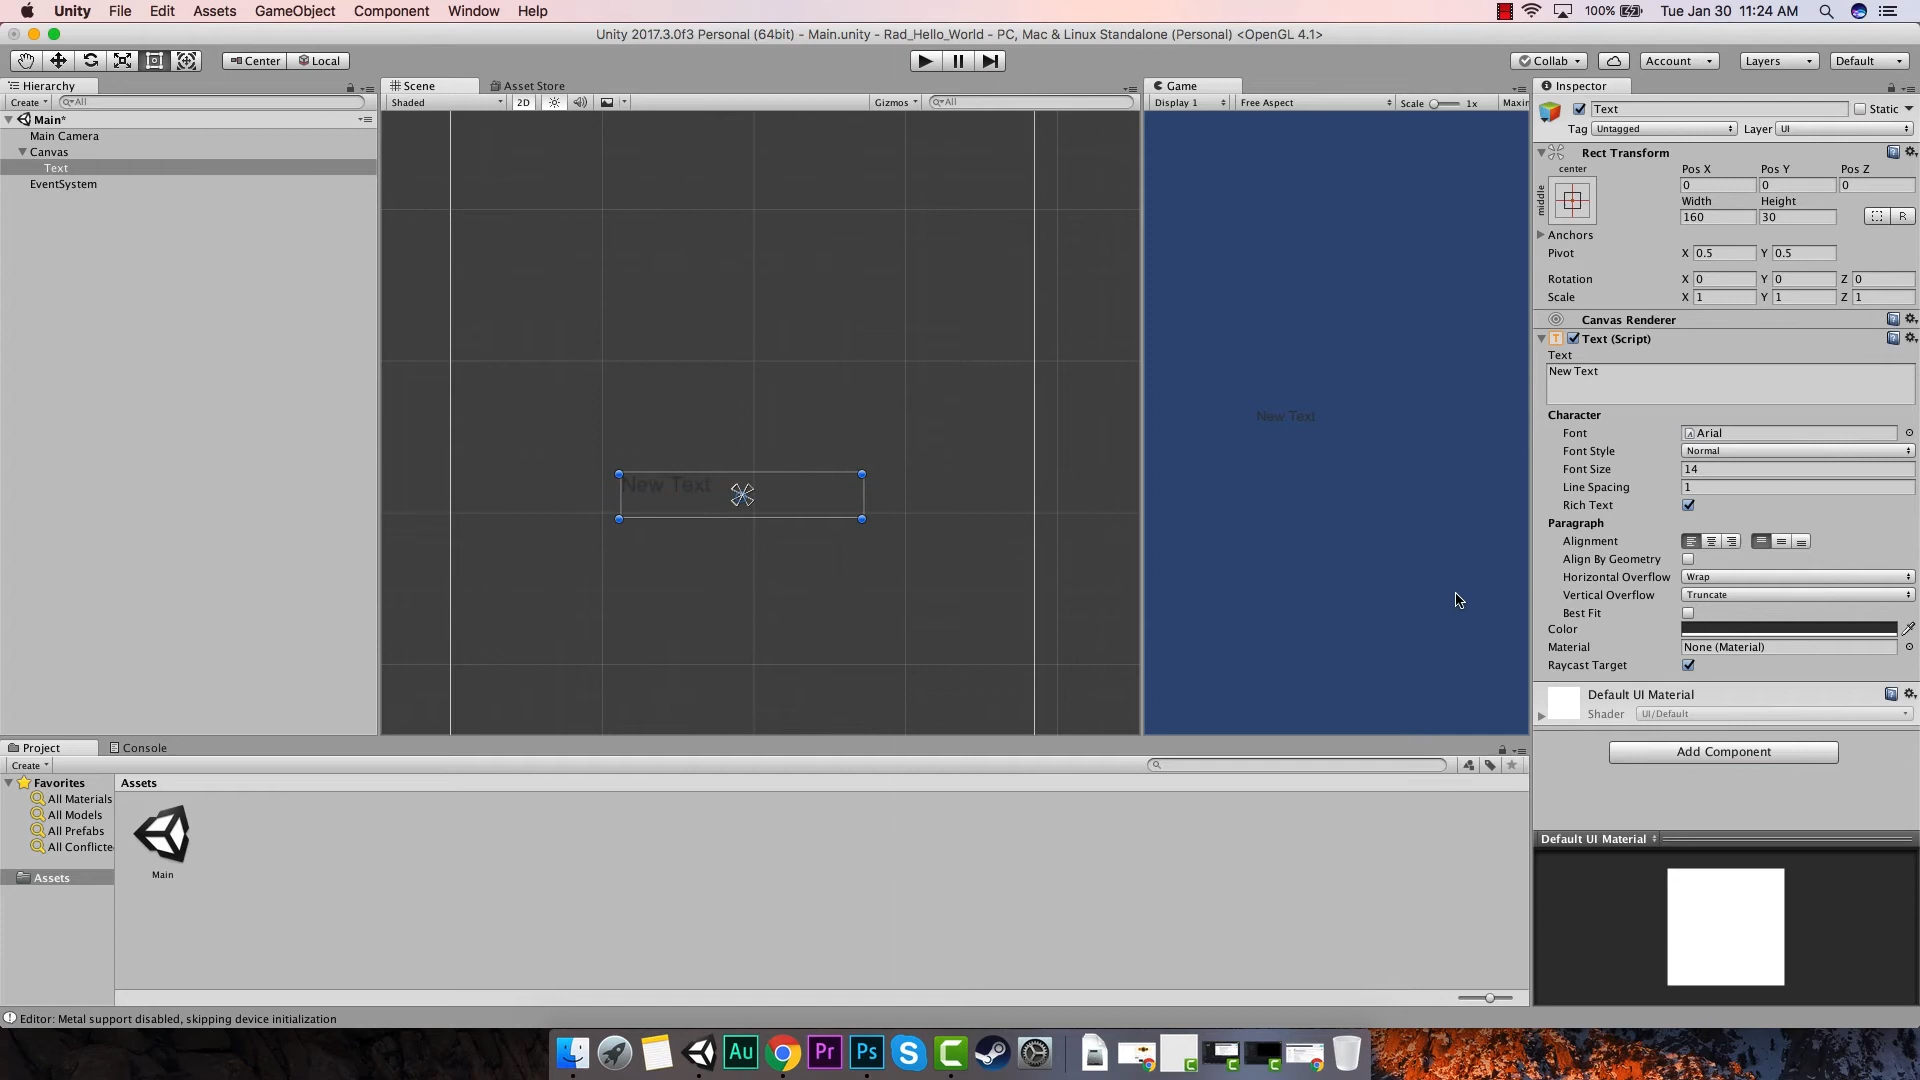 Unity File Edit Assets GameObject Component Window Help 100% Tue Jan 30 11:24 AM
Unity 2017.3.0f3 Personal (64bit) - Main.unity - Rad_Hello_World - PC, Mac & Linux Standalone (Personal) <OpenGL 4.1>
Center Local Collab Account Layers Default
Hierarchy Scene Asset Store Game Inspector
Create All Shaded 2D Gizmos All Display 1 Free Aspect Scale 1x Maxin
Text Static
Main*
Tag Untagged Layer UI
Main Camera
Canvas
Text
EventSystem
Rect Transform
center
middle
Pos X Pos Y Pos Z
0 0 0
Width Height
160 30
R
Anchors
Pivot X 0.5 Y 0.5
Rotation X 0 Y 0 Z 0
Scale X 1 Y 1 Z 1
Canvas Renderer
Text (Script)
Text
New Text
New Text
New Text
Character
Font Arial
Font Style Normal
Font Size 14
Line Spacing 1
Rich Text
Paragraph
Alignment
Align By Geometry
Horizontal Overflow Wrap
Vertical Overflow Truncate
Best Fit
Color
Material None (Material)
Raycast Target
Default UI Material
Shader UI/Default
Add Component
Default UI Material
Project Console
Create
Favorites
All Materials
All Models
All Prefabs
All Conflicte
Assets
Assets
Main
Editor: Metal support disabled, skipping device initialization
Au Pr Ps